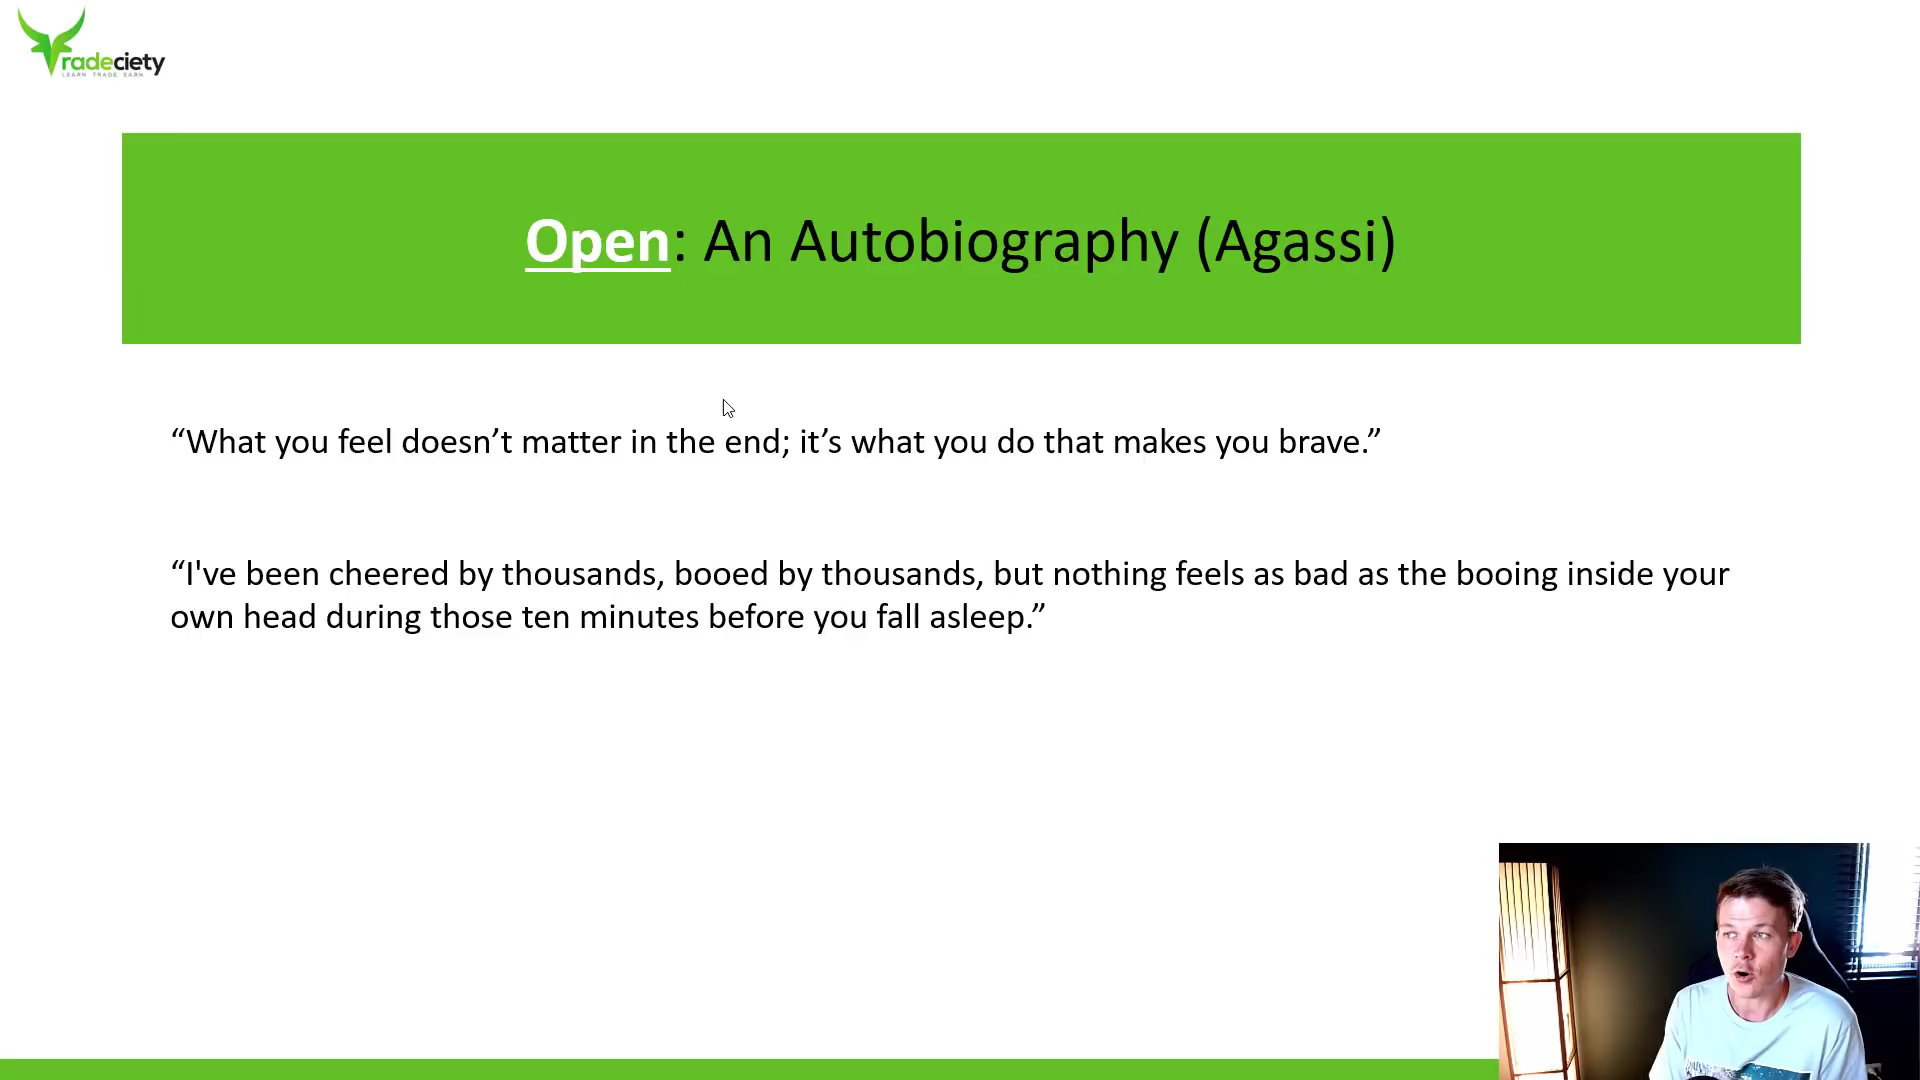 Tradeciety
LEARN TRADE EARN
Open: An Autobiography (Agassi)
“What you feel doesn’t matter in the end; it’s what you do that makes you brave.”
“I've been cheered by thousands, booed by thousands, but nothing feels as bad as the booing inside your
own head during those ten minutes before you fall asleep.”